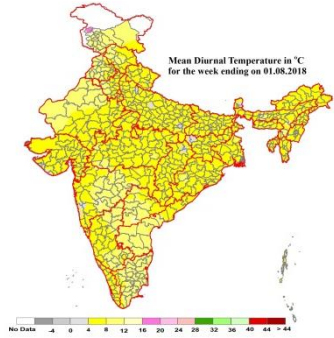 Mean Diurnal Temperature in °C
for the week ending on 01.08.2018
No Data -4 0 4 8 12 16 20 24 28 32 36 40 44 > 44